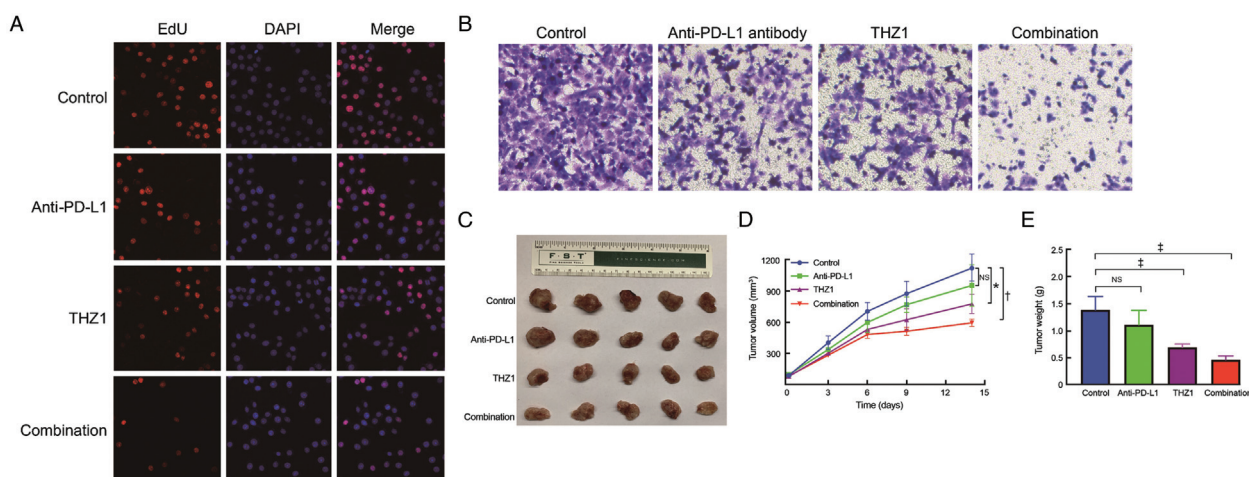 A
EdU
DAPI
Merge
Control
Anti-PD-L1
THZ1
Combination
B
Control
Anti-PD-L1 antibody
THZ1
Combination
C
F·S·T
Control
Anti-PD-L1
THZ1
Combination
D
Control
Anti-PD-L1
THZ1
Combination
1200
900
600
300
0
3
6
9
12
15
Tumor volume (mm³)
Time (days)
NS
*
†
E
‡
‡
NS
2.5
2.0
1.5
1.0
0.5
0
Tumor weight (g)
Control
Anti-PD-L1
THZ1
Combination